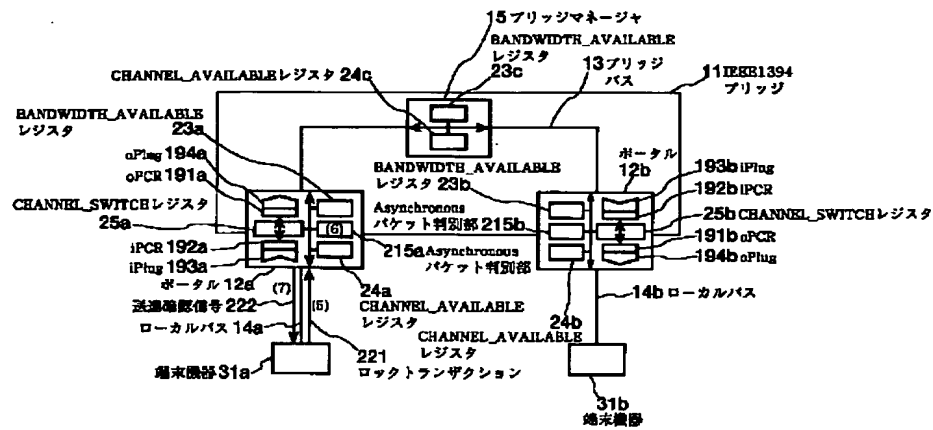 15 ブリッジマネージャ
BANDWIDTH_AVAILABLE
レジスタ
23c
CHANNEL_AVAILABLEレジスタ 24c
13 ブリッジ
バス
11 IEEE1394
ブリッジ
BANDWIDTH_AVAILABLE
レジスタ
23a
oPlug 194a
oPCR 191a
CHANNEL_SWITCHレジスタ
25a
iPCR 192a
iPlug 193a
ポータル 12a
(6)
BANDWIDTH_AVAILABLE
レジスタ 23b
Asynchronous
パケット判別部 215b
215a Asynchronous
パケット判別部
24a
CHANNEL_AVAILABLE
レジスタ
ポータル
12b
193b iPlug
192b iPCR
25b CHANNEL_SWITCHレジスタ
191b oPCR
194b oPlug
24b
CHANNEL_AVAILABLE
レジスタ
14b ローカルバス
(7)
(5)
送達確認信号 222
ローカルバス 14a
221
ロックトランザクション
端末機器 31a
31b
端末機器